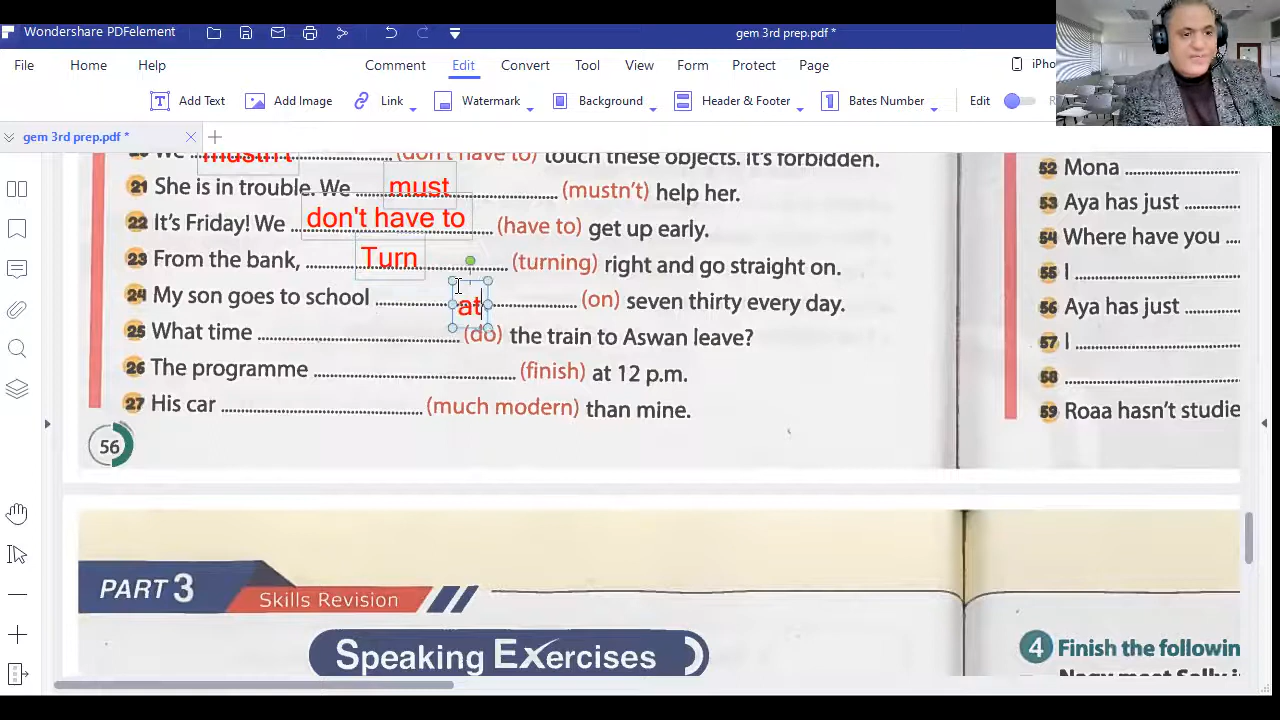 Wondershare PDFelement
gem 3rd prep.pdf *
File Home Help Comment Edit Convert Tool View Form Protect Page
Add Text Add Image Link Watermark Background Header & Footer Bates Number Edit
gem 3rd prep.pdf *
We mustn't (don't have to) touch these objects. It's forbidden.
21 She is in trouble. We must (mustn't) help her.
22 It's Friday! We don't have to (have to) get up early.
23 From the bank, Turn (turning) right and go straight on.
24 My son goes to school at (on) seven thirty every day.
25 What time (do) the train to Aswan leave?
26 The programme (finish) at 12 p.m.
27 His car (much modern) than mine.
56
52 Mona
53 Aya has just
54 Where have you
55 I
56 Aya has just
57 I
58
59 Roaa hasn't studie
PART 3
Skills Revision
Speaking Exercises
4 Finish the followin